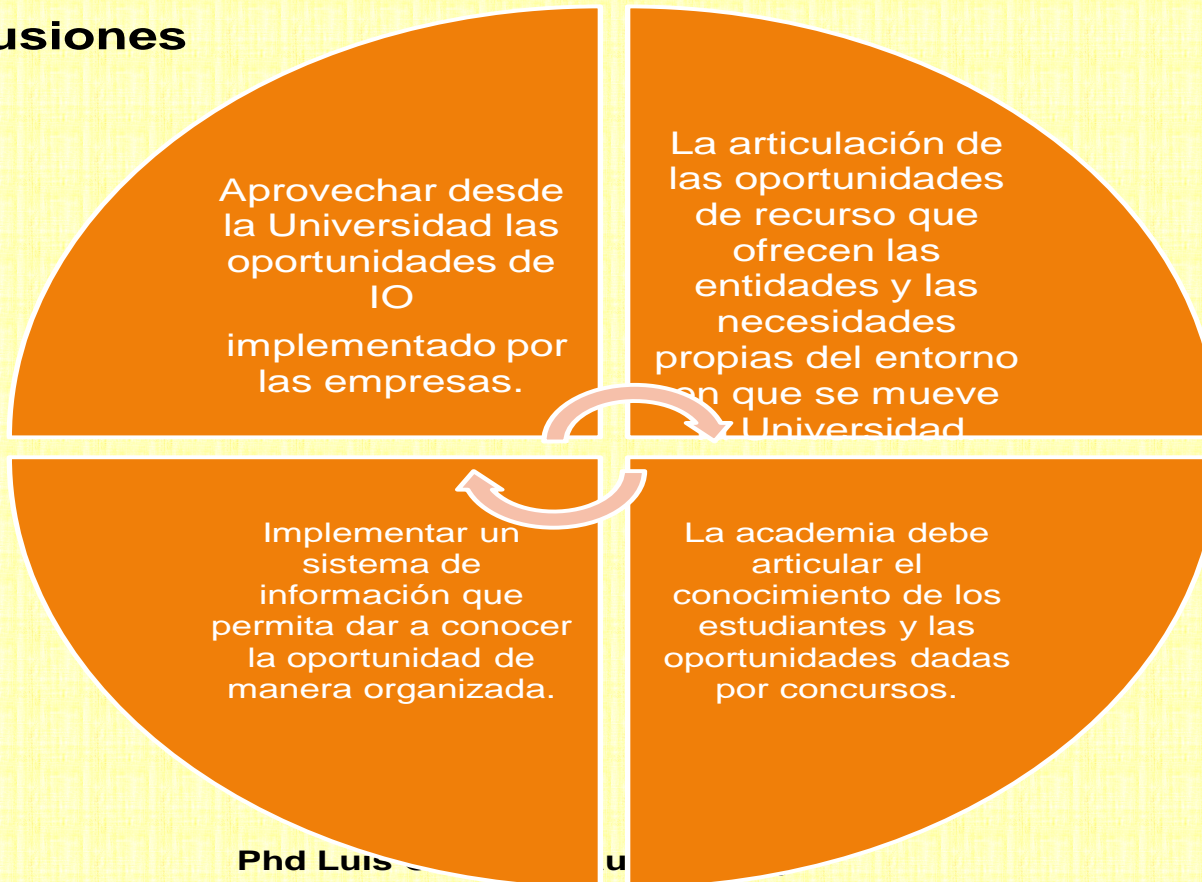 usiones
Aprovechar desde
la Universidad las
oportunidades de
IO
implementado por
las empresas.
La articulación de
las oportunidades
de recurso que
ofrecen las
entidades y las
necesidades
propias del entorno
en que se mueve
Universidad
Implementar un
sistema de
información que
permita dar a conocer
la oportunidad de
manera organizada.
La academia debe
articular el
conocimiento de los
estudiantes y las
oportunidades dadas
por concursos.
Phd Luis